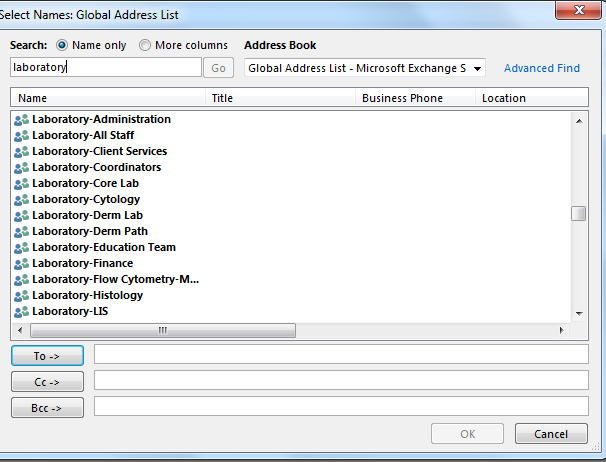 Select Names: Global Address List
Search: Name only More columns Address Book
laboratory Go Global Address List - Microsoft Exchange S Advanced Find
Name Title Business Phone Location
Laboratory-Administration
Laboratory-All Staff
Laboratory-Client Services
Laboratory-Coordinators
Laboratory-Core Lab
Laboratory-Cytology
Laboratory-Derm Lab
Laboratory-Derm Path
Laboratory-Education Team
Laboratory-Finance
Laboratory-Flow Cytometry-M...
Laboratory-Histology
Laboratory-LIS
To ->
Cc ->
Bcc ->
OK Cancel